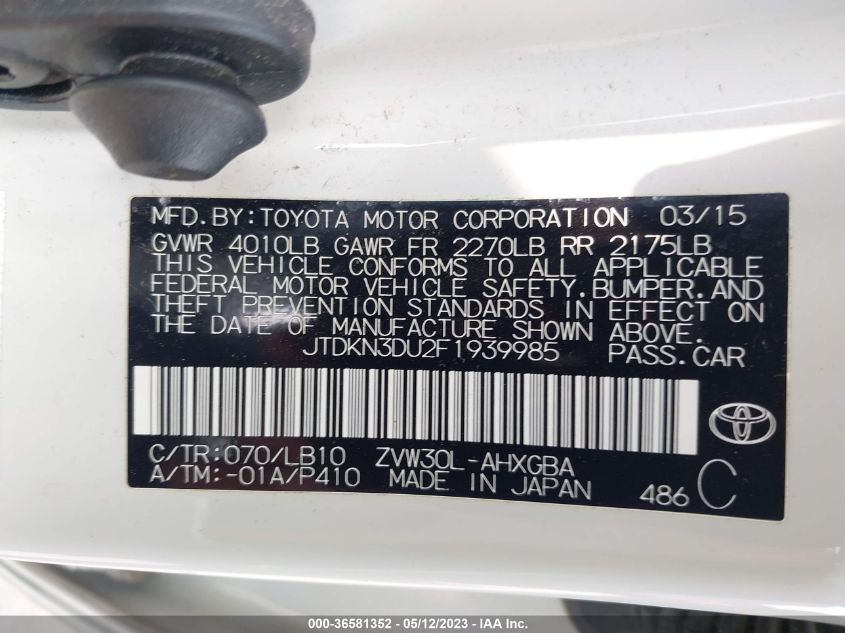 MFD.BY:TOYOTA MOTOR CORPORATION 03/15
GVWR 4010LB GAWR FR 2270LB RR 2175LB
THIS VEHICLE CONFORMS TO ALL APPLICABLE
FEDERAL MOTOR VEHICLE SAFETY,BUMPER,AND
THEFT PREVENTION STANDARDS IN EFFECT ON
THE DATE OF MANUFACTURE SHOWN ABOVE.
JTDKN3DU2F1939985 PASS.CAR
C/TR:070/LB10 ZVW30L-AHXGBA
A/TM:-01A/P410 MADE IN JAPAN 486 C
000-36581352 - 05/12/2023 - IAA Inc.